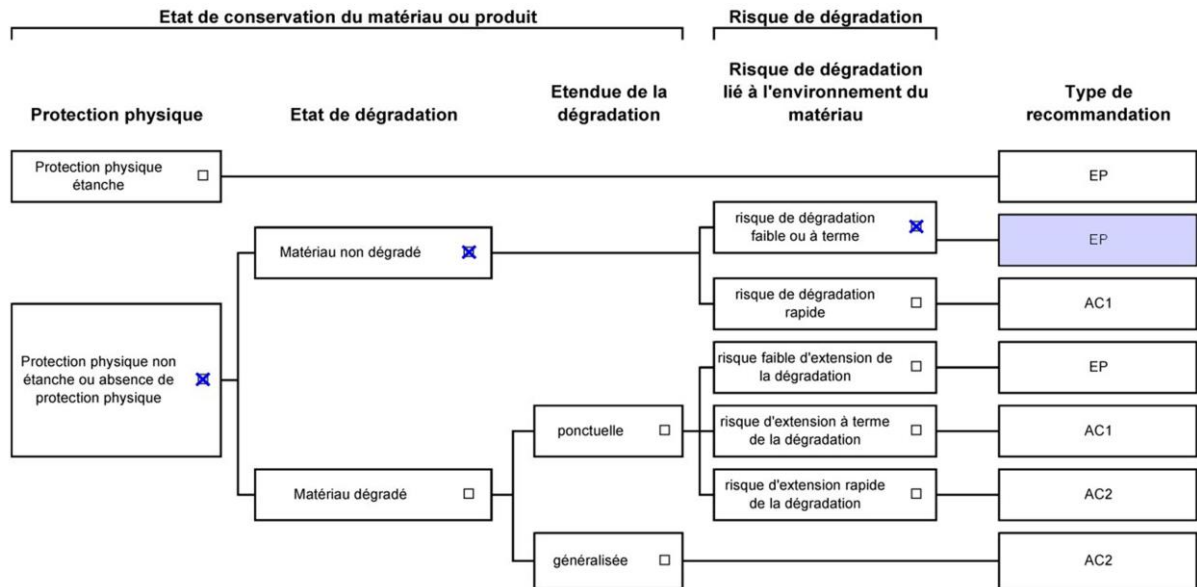 Etat de conservation du matériau ou produit
Risque de dégradation
Protection physique
Etat de dégradation
Etendue de la
dégradation
Risque de dégradation
lié à l'environnement du
matériau
Type de
recommandation
Protection physique
étanche
EP
Matériau non dégradé
risque de dégradation
faible ou à terme
EP
risque de dégradation
rapide
AC1
Protection physique non
étanche ou absence de
protection physique
risque faible d'extension de
la dégradation
EP
ponctuelle
risque d'extension à terme
de la dégradation
AC1
Matériau dégradé
risque d'extension rapide
de la dégradation
AC2
généralisée
AC2